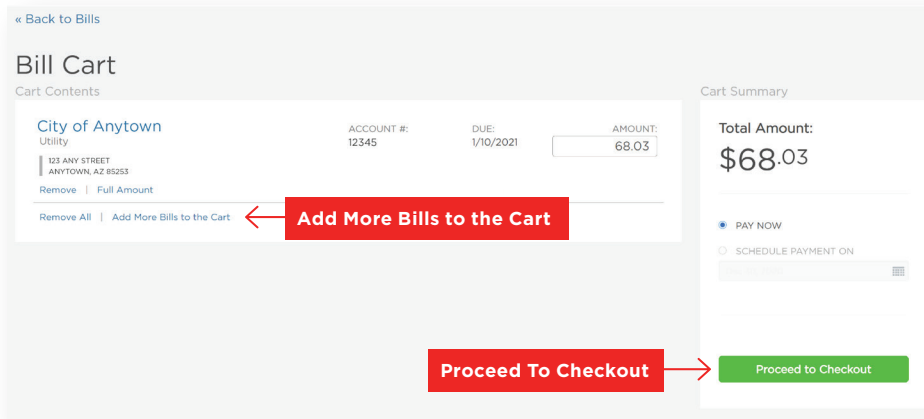 « Back to Bills
Bill Cart
Cart Contents
City of Anytown
Utility
123 ANY STREET
ANYTOWN, AZ 85253
ACCOUNT #:
12345
DUE:
1/10/2021
AMOUNT:
68.03
Remove | Full Amount
Remove All | Add More Bills to the Cart
Add More Bills to the Cart
Cart Summary
Total Amount:
$68.03
PAY NOW
SCHEDULE PAYMENT ON
Proceed To Checkout
Proceed to Checkout